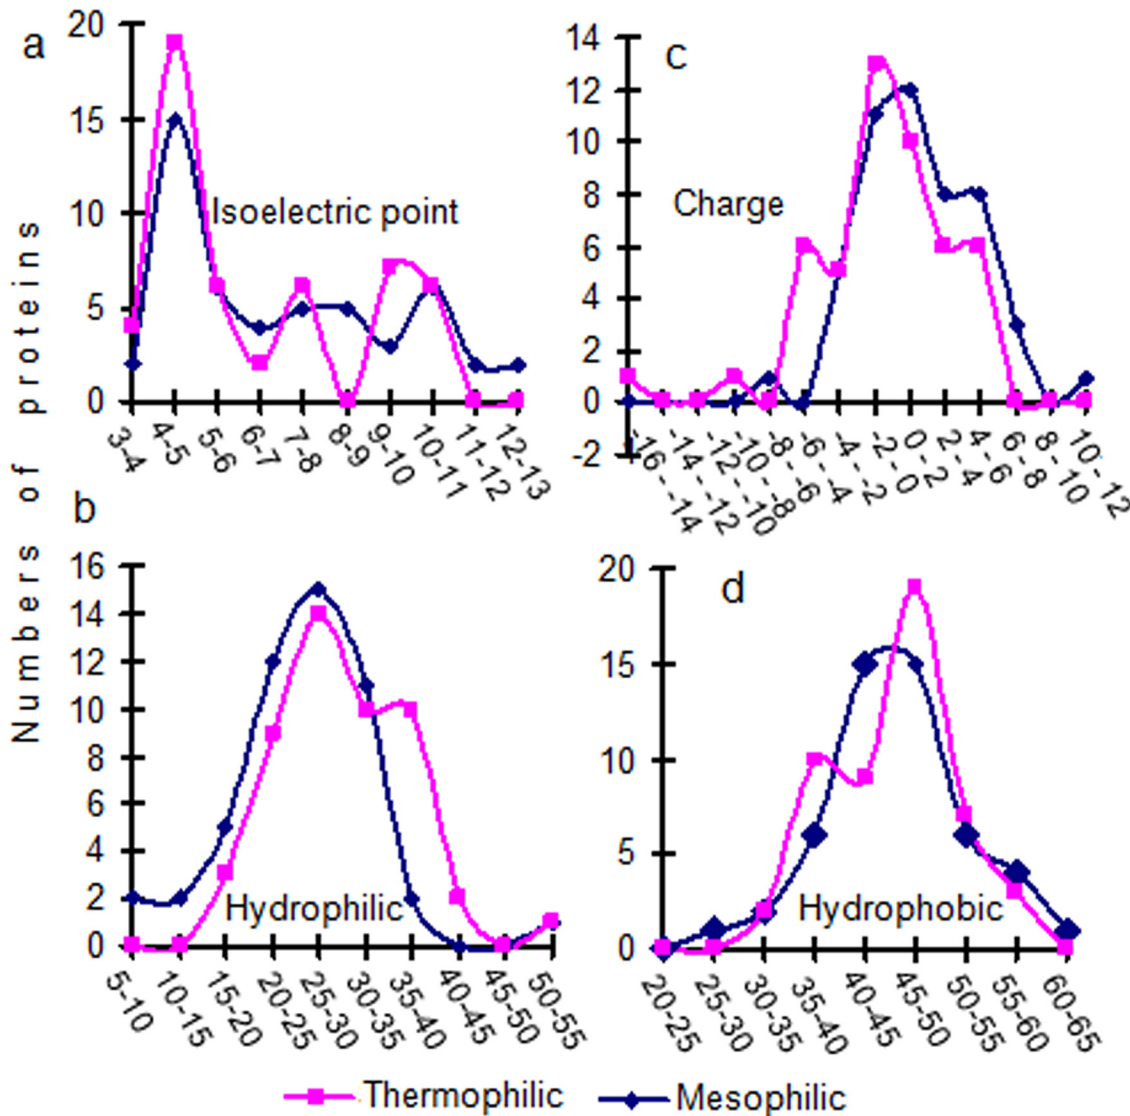 a
20
15
10
5
0
Isoelectric point
3-4
4-5
5-6
6-7
7-8
8-9
9-10
10-11
11-12
12-13
c
14
12
10
8
6
4
2
0
-2
Charge
-16 - -14
-14 - -12
-12 - -10
-10 - -8
-8 - -6
-6 - -4
-4 - -2
-2 - 0
0 - 2
2 - 4
4 - 6
6 - 8
8 - 10
10 - 12
Numbers of proteins
b
16
14
12
10
8
6
4
2
0
Hydrophilic
5-10
10-15
15-20
20-25
25-30
30-35
35-40
40-45
45-50
50-55
d
20
15
10
5
0
Hydrophobic
20-25
25-30
30-35
35-40
40-45
45-50
50-55
55-60
60-65
Thermophilic
Mesophilic